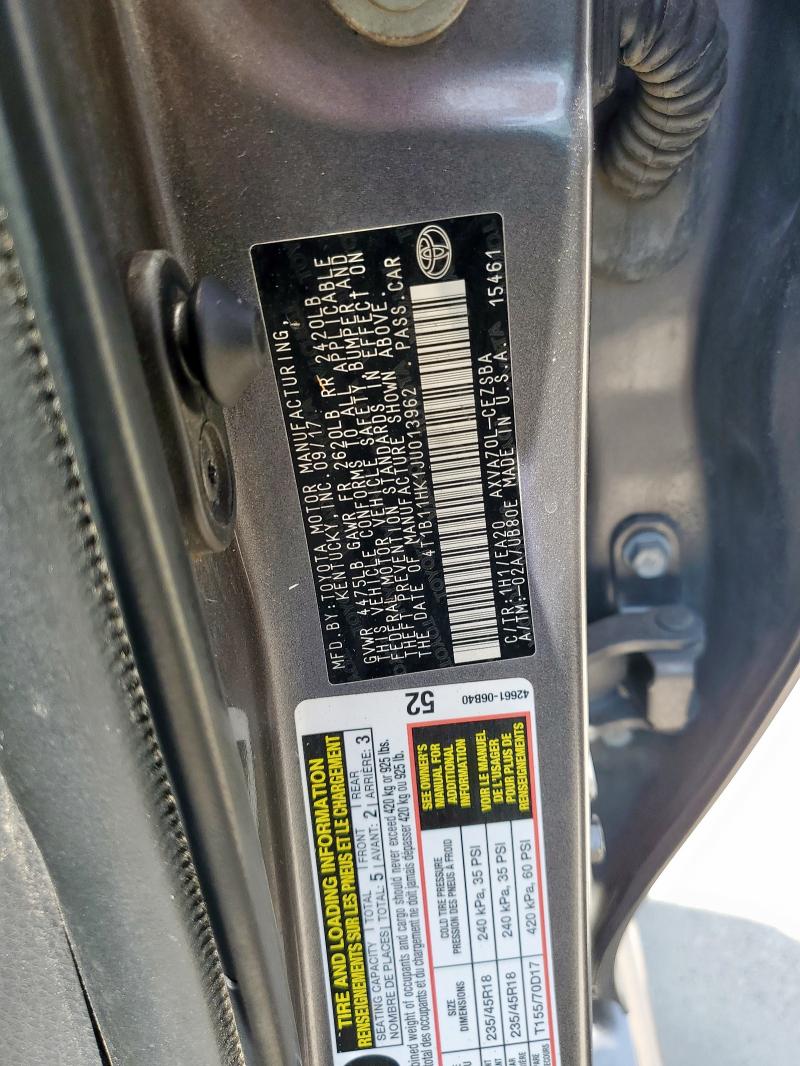 MFD.BY:TOYOTA MOTOR MANUFACTURING,
KENTUCKY, INC. 09/17
GVWR 4475LB GAWR FR 2620LB RR 2420LB
THIS VEHICLE CONFORMS TO ALL APPLICABLE
FEDERAL MOTOR VEHICLE SAFETY, BUMPER, AND
THEFT PREVENTION STANDARDS IN EFFECT ON
THE DATE OF MANUFACTURE SHOWN ABOVE.
4T1B11HK1JU013962 PASS.CAR
C/TR:1H1/EA20 AXVA70L-CEZSBA
A/TM:-02A/UB80E MADE IN U.S.A. 15461
52
42661-06B40
TIRE AND LOADING INFORMATION
RENSEIGNEMENTS SUR LES PNEUS ET LE CHARGEMENT
SEATING CAPACITY TOTAL FRONT REAR
NOMBRE DE PLACES TOTAL: 5 AVANT: 2 ARRIÈRE: 3
weight of occupants and cargo should never exceed 420 kg or 925 lbs.
total des occupants et du chargement ne doit jamais dépasser 420 kg ou 925 lb.
SIZE
DIMENSIONS
COLD TIRE PRESSURE
PRESSION DES PNEUS À FROID
235/45R18 240 kPa, 35 PSI
235/45R18 240 kPa, 35 PSI
T155/70D17 420 kPa, 60 PSI
SEE OWNER'S
MANUAL FOR
ADDITIONAL
INFORMATION
VOIR LE MANUEL
DE L'USAGER
POUR PLUS DE
RENSEIGNEMENTS